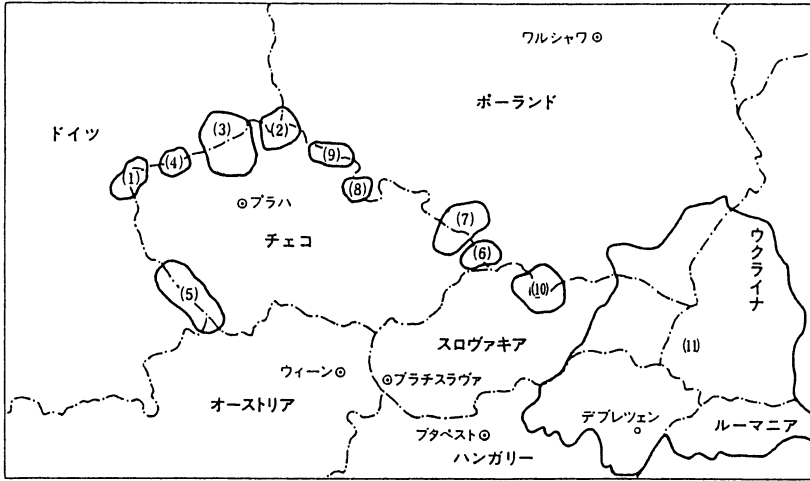 ワルシャワ
ポーランド
ドイツ
(3)
(2)
(4)
(9)
(1)
(8)
プラハ
(7)
チェコ
(6)
ウクライナ
(10)
(5)
スロヴァキア
(11)
ウィーン
プラチスラヴァ
オーストリア
デブレツェン
ブタペスト
ルーマニア
ハンガリー